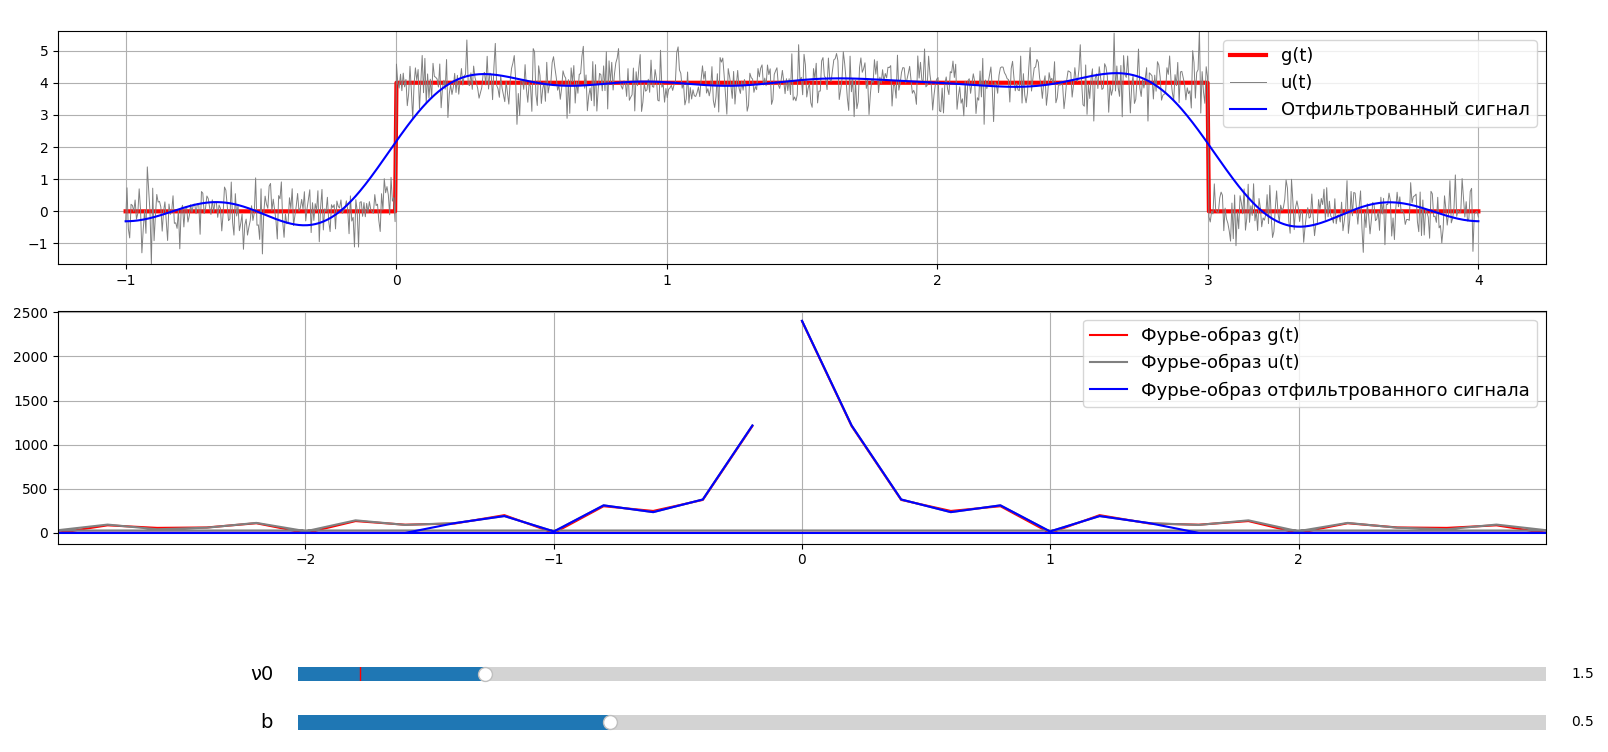 5
4
3
2
1
0
−1
−1 0 1 2 3 4
g(t)
u(t)
Отфильтрованный сигнал
2500
2000
1500
1000
500
0
−2 −1 0 1 2
Фурье-образ g(t)
Фурье-образ u(t)
Фурье-образ отфильтрованного сигнала
ν0 1.5
b 0.5